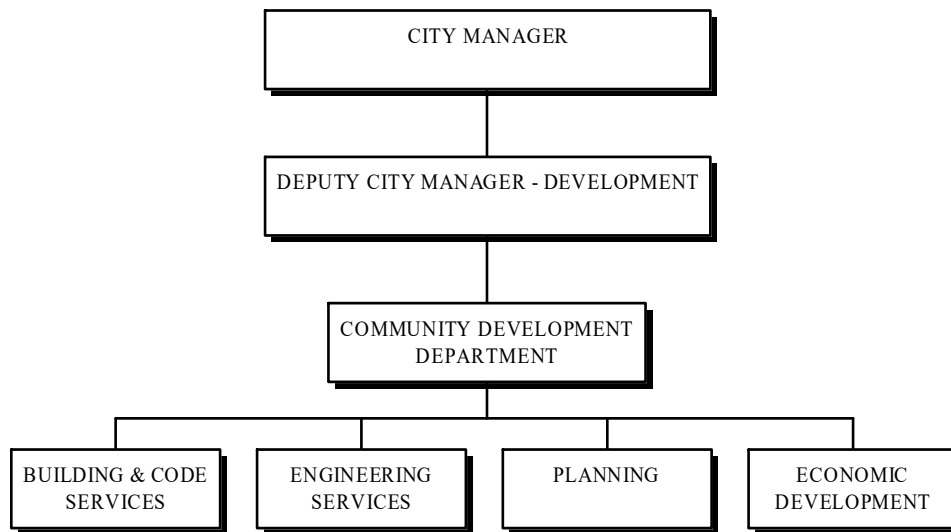 CITY MANAGER
DEPUTY CITY MANAGER - DEVELOPMENT
COMMUNITY DEVELOPMENT
DEPARTMENT
BUILDING & CODE
SERVICES
ENGINEERING
SERVICES
PLANNING
ECONOMIC
DEVELOPMENT